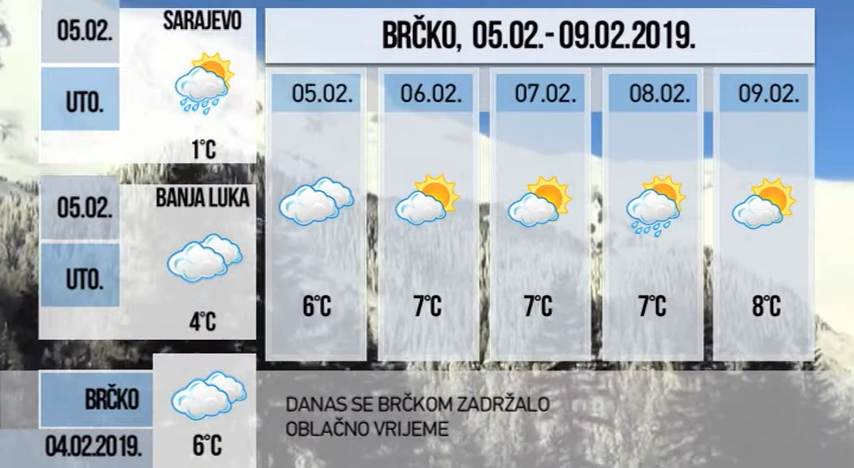 05.02.
SARAJEVO
UTO.
1°C
05.02.
BANJA LUKA
UTO.
4°C
BRČKO
04.02.2019.
6°C
BRČKO, 05.02.- 09.02.2019.
05.02.
06.02.
07.02.
08.02.
09.02.
6°C
7°C
7°C
7°C
8°C
DANAS SE BRČKOM ZADRŽALO
OBLAČNO VRIJEME